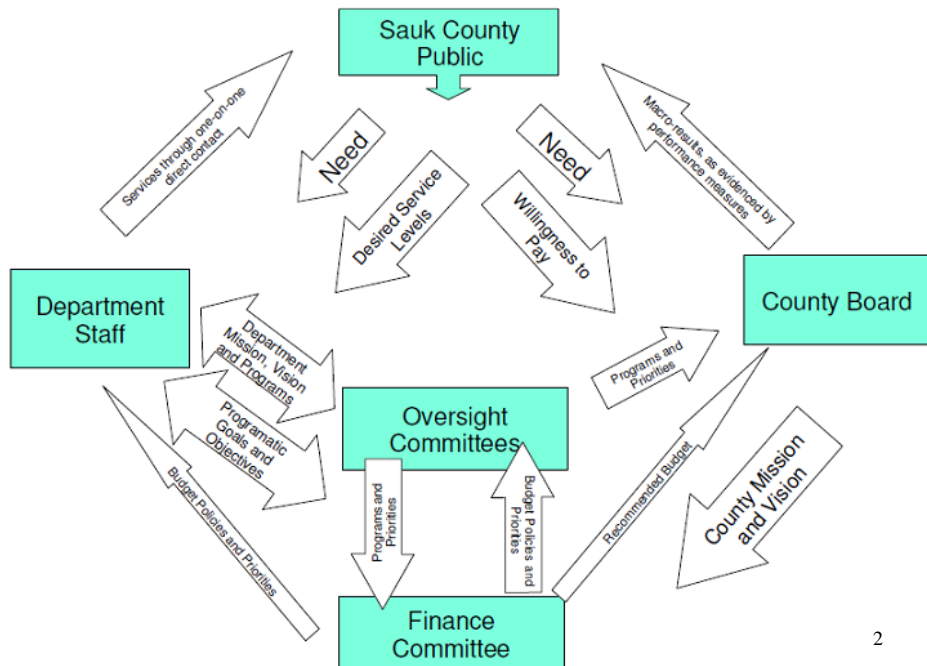 Sauk County
Public
Services through one-on-one
direct contact
Need
Desired Service
Levels
Need
Willingness to
Pay
Macro-results, as evidenced by
performance measures
Department
Staff
County Board
Department
Mission, Vision
and Programs
Programatic
Goals and
Objectives
Budget Policies and Priorities
Oversight
Committees
Programs and
Priorities
Programs and
Priorities
Budget Policies and
Priorities
Recommended Budget
County Mission
and Vision
Finance
Committee
2